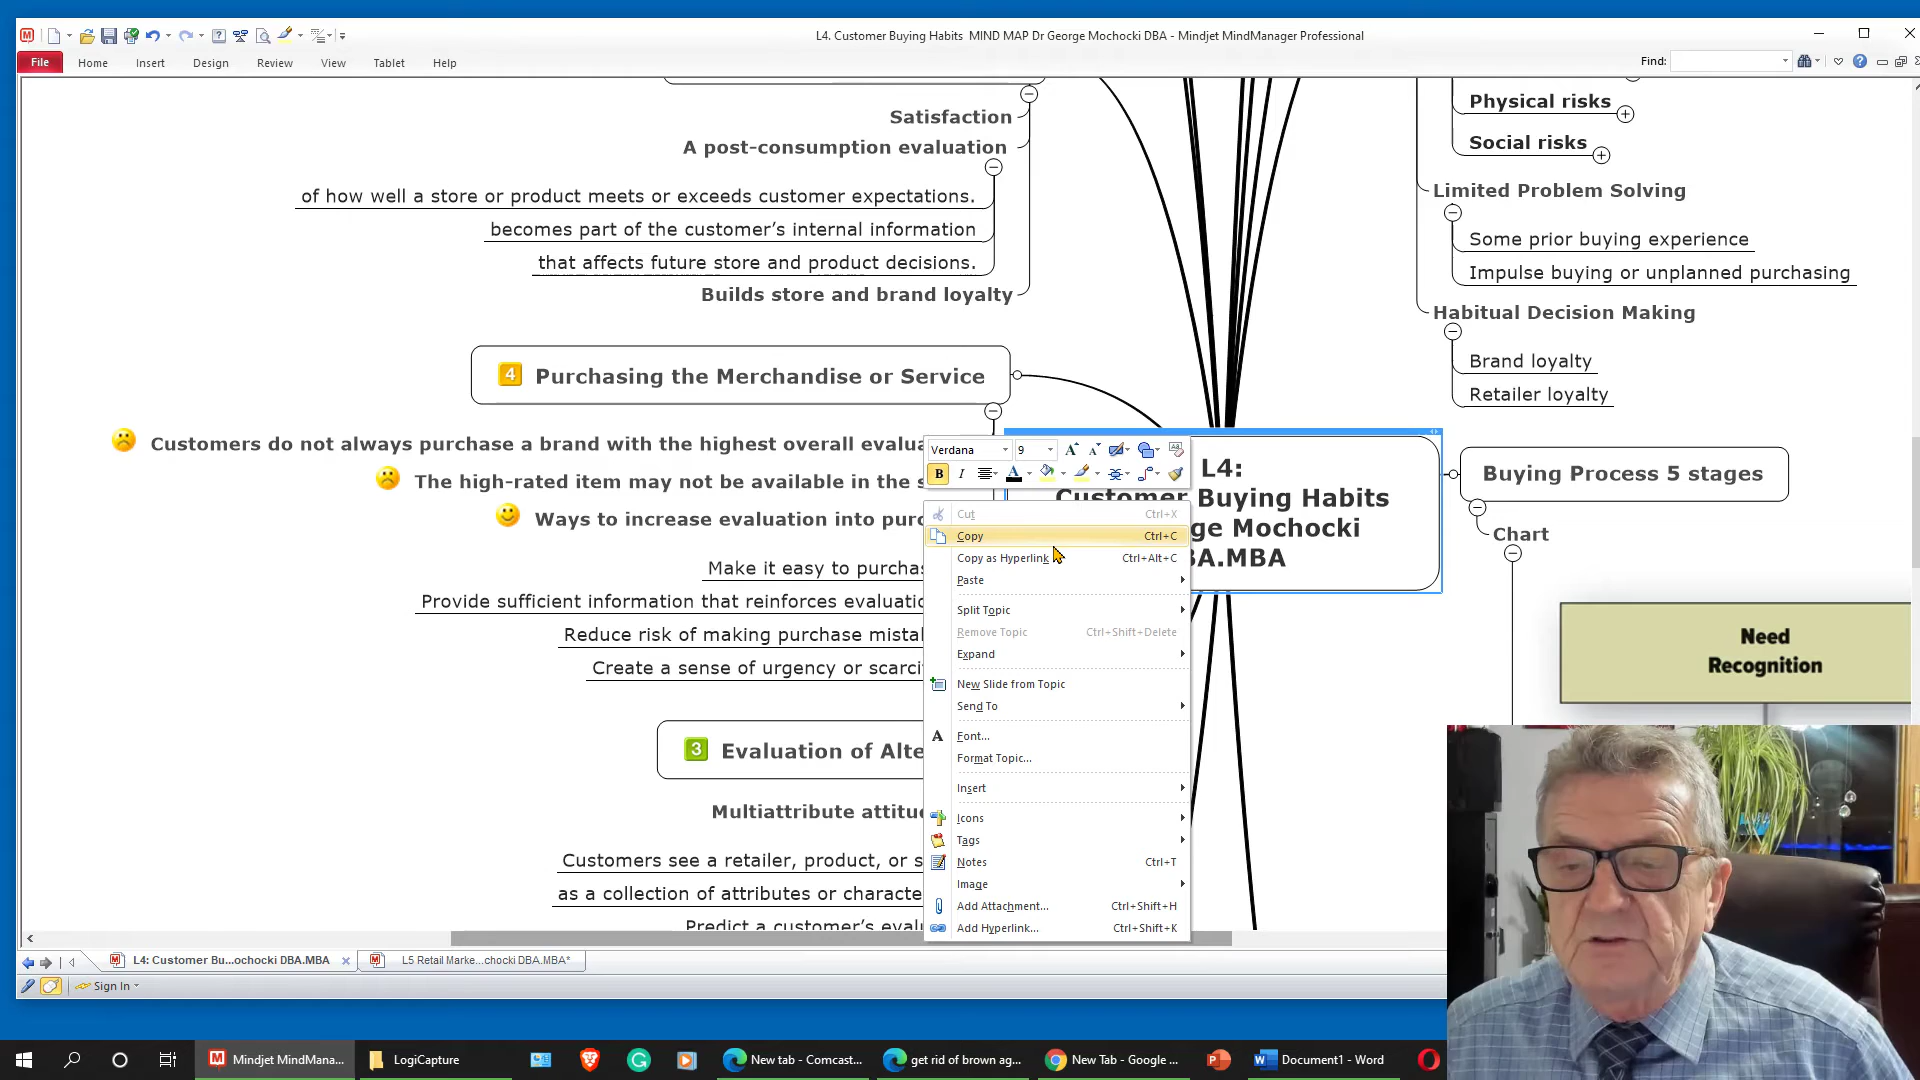 L4. Customer Buying Habits MIND MAP Dr George Mochocki DBA - Mindjet MindManager Professional
File Home Insert Design Review View Tablet Help
Find:
Satisfaction
A post-consumption evaluation
of how well a store or product meets or exceeds customer expectations.
becomes part of the customer’s internal information
that affects future store and product decisions.
Builds store and brand loyalty
4 Purchasing the Merchandise or Service
Customers do not always purchase a brand with the highest overall evalua
The high-rated item may not be available in the s
Ways to increase evaluation into purc
Make it easy to purchas
Provide sufficient information that reinforces evaluatio
Reduce risk of making purchase mistak
Create a sense of urgency or scarci
3 Evaluation of Alte
Multiattribute attitu
Customers see a retailer, product, or s
as a collection of attributes or characte
Predict a customer’s eval
Verdana 9
B I A
Cut Ctrl+X
Copy Ctrl+C
Copy as Hyperlink Ctrl+Alt+C
Paste
Split Topic
Remove Topic Ctrl+Shift+Delete
Expand
New Slide from Topic
Send To
A Font...
Format Topic...
Insert
Icons
Tags
Notes Ctrl+T
Image
Add Attachment... Ctrl+Shift+H
Add Hyperlink... Ctrl+Shift+K
L4:
Customer Buying Habits
ge Mochocki
BA.MBA
Physical risks
Social risks
Limited Problem Solving
Some prior buying experience
Impulse buying or unplanned purchasing
Habitual Decision Making
Brand loyalty
Retailer loyalty
Buying Process 5 stages
Chart
Need
Recognition
L4: Customer Bu...ochocki DBA.MBA
L5 Retail Marke...chocki DBA.MBA*
Sign In
Mindjet MindMana...
LogiCapture
New tab - Comcast...
get rid of brown ag...
New Tab - Google ...
Document1 - Word